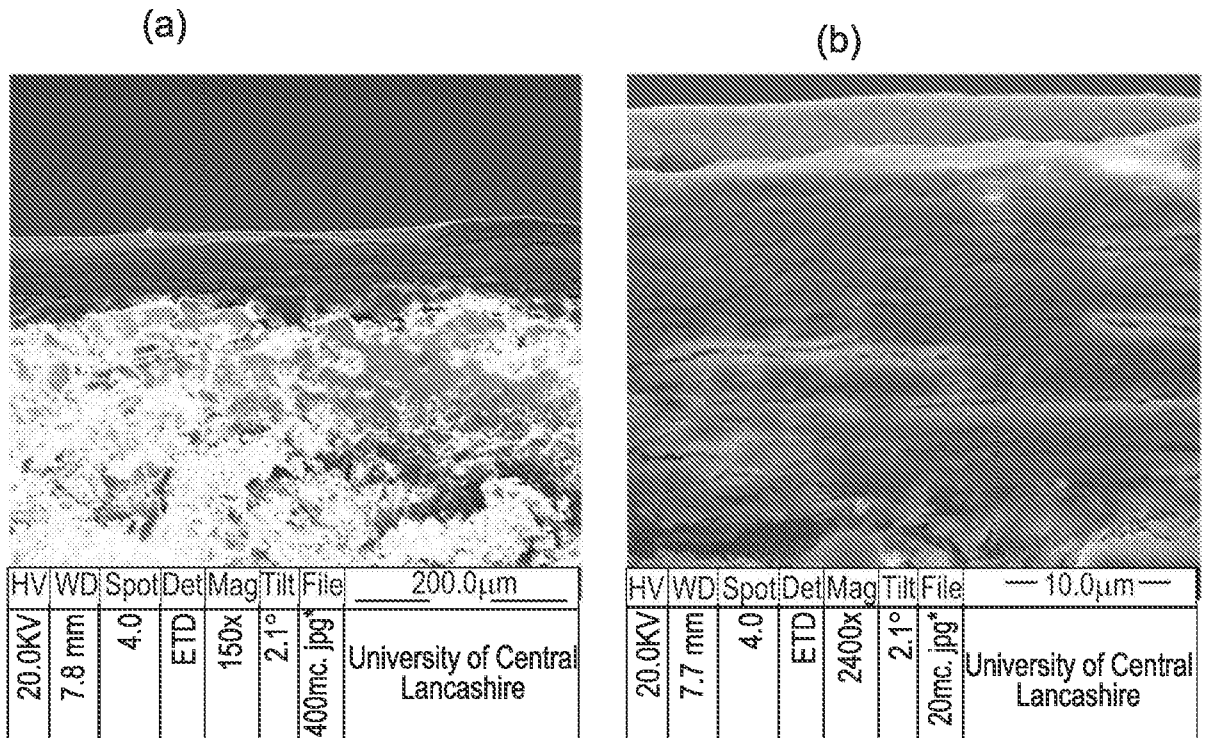 (a)
(b)
HV WD Spot Det Mag Tilt File 200.0μm
20.0KV 7.8 mm 4.0 ETD 150x 2.1° 400mc. jpg* University of Central
Lancashire
HV WD Spot Det Mag Tilt File 10.0μm
20.0KV 7.7 mm 4.0 ETD 2400x 2.1° 20mc. jpg* University of Central
Lancashire